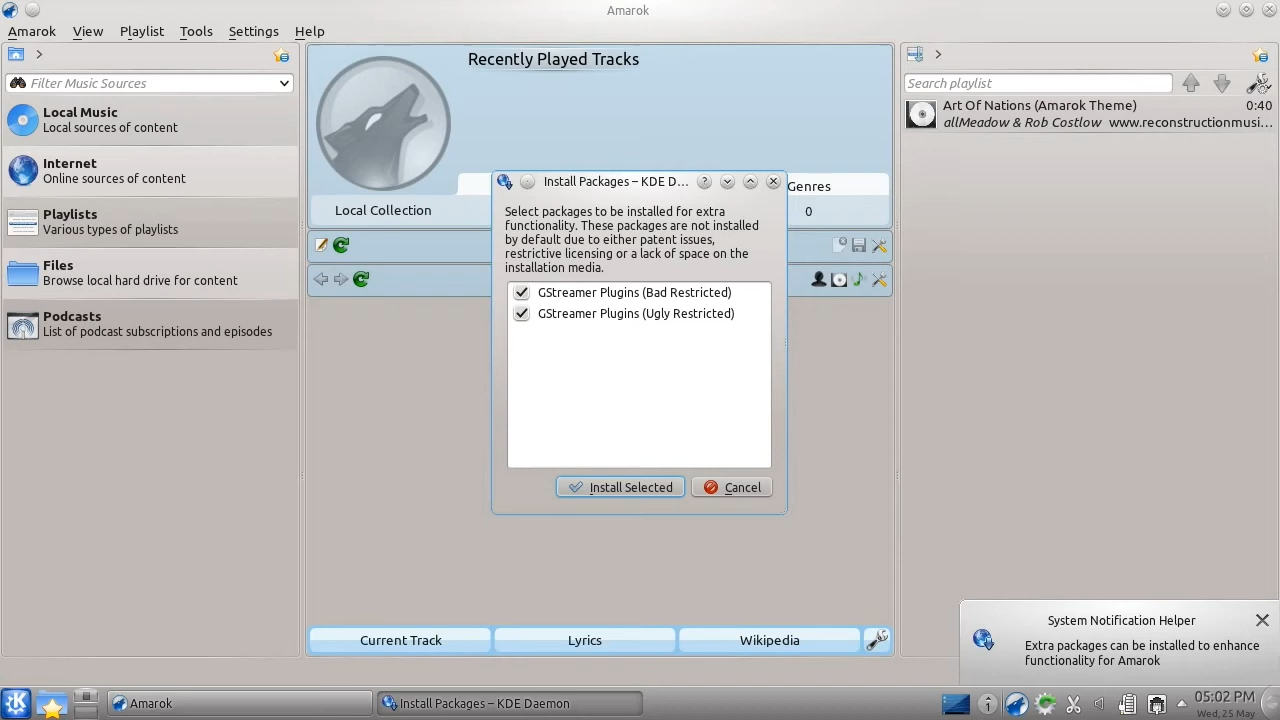 Amarok
Amarok View Playlist Tools Settings Help
Filter Music Sources
Local Music
Local sources of content
Internet
Online sources of content
Playlists
Various types of playlists
Files
Browse local hard drive for content
Podcasts
List of podcast subscriptions and episodes
Recently Played Tracks
Genres
Local Collection
0
Install Packages – KDE D...
Select packages to be installed for extra
functionality. These packages are not installed
by default due to either patent issues,
restrictive licensing or a lack of space on the
installation media.
GStreamer Plugins (Bad Restricted)
GStreamer Plugins (Ugly Restricted)
Install Selected
Cancel
Current Track
Lyrics
Wikipedia
Search playlist
Art Of Nations (Amarok Theme) 0:40
allMeadow & Rob Costlow www.reconstructionmusi...
System Notification Helper
Extra packages can be installed to enhance
functionality for Amarok
Amarok
Install Packages – KDE Daemon
05:02 PM
Wed, 25 May